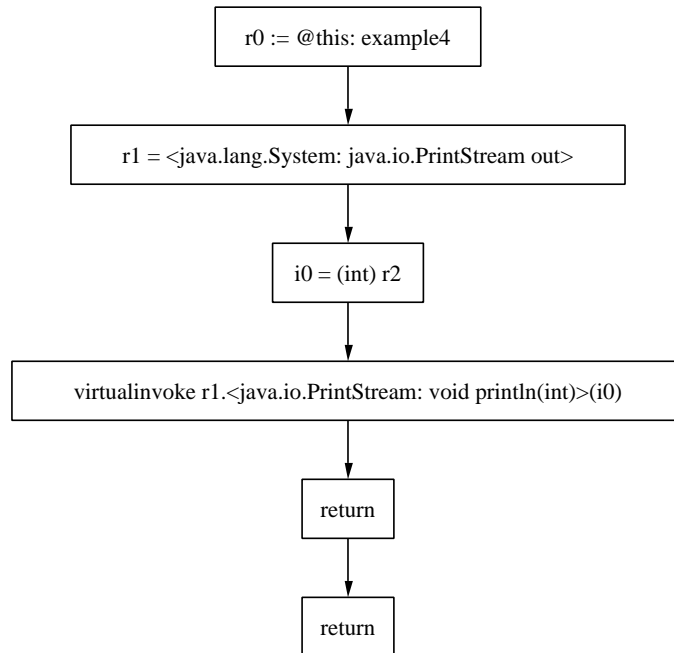 r0 := @this: example4
r1 = <java.lang.System: java.io.PrintStream out>
i0 = (int) r2
virtualinvoke r1.<java.io.PrintStream: void println(int)>(i0)
return
return